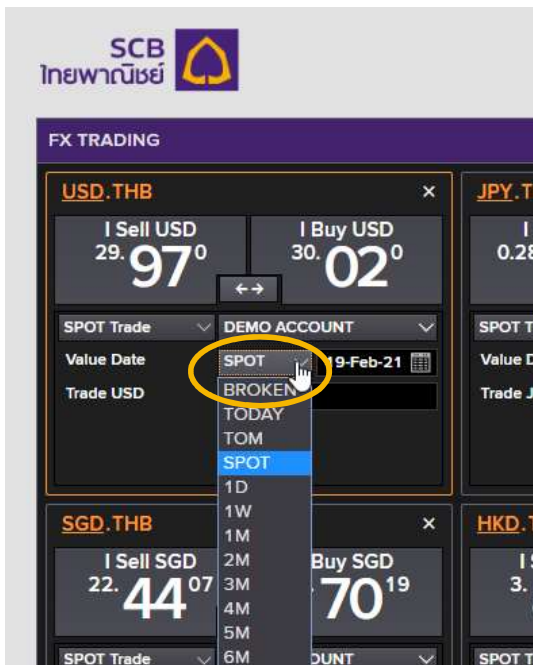 SCB
ไทยพาณิชย์
FX TRADING
USD.THB ×
I Sell USD
29.970
I Buy USD
30.020
SPOT Trade
DEMO ACCOUNT
Value Date
SPOT
19-Feb-21
Trade USD
BROKEN
TODAY
TOM
SPOT
1D
1W
1M
2M
3M
4M
5M
6M
JPY.T
I
0.28
SPOT T
Value D
Trade J
SGD.THB ×
I Sell SGD
22.4407
Buy SGD
7019
SPOT Trade
OUNT
HKD.T
I S
3.
SPOT T